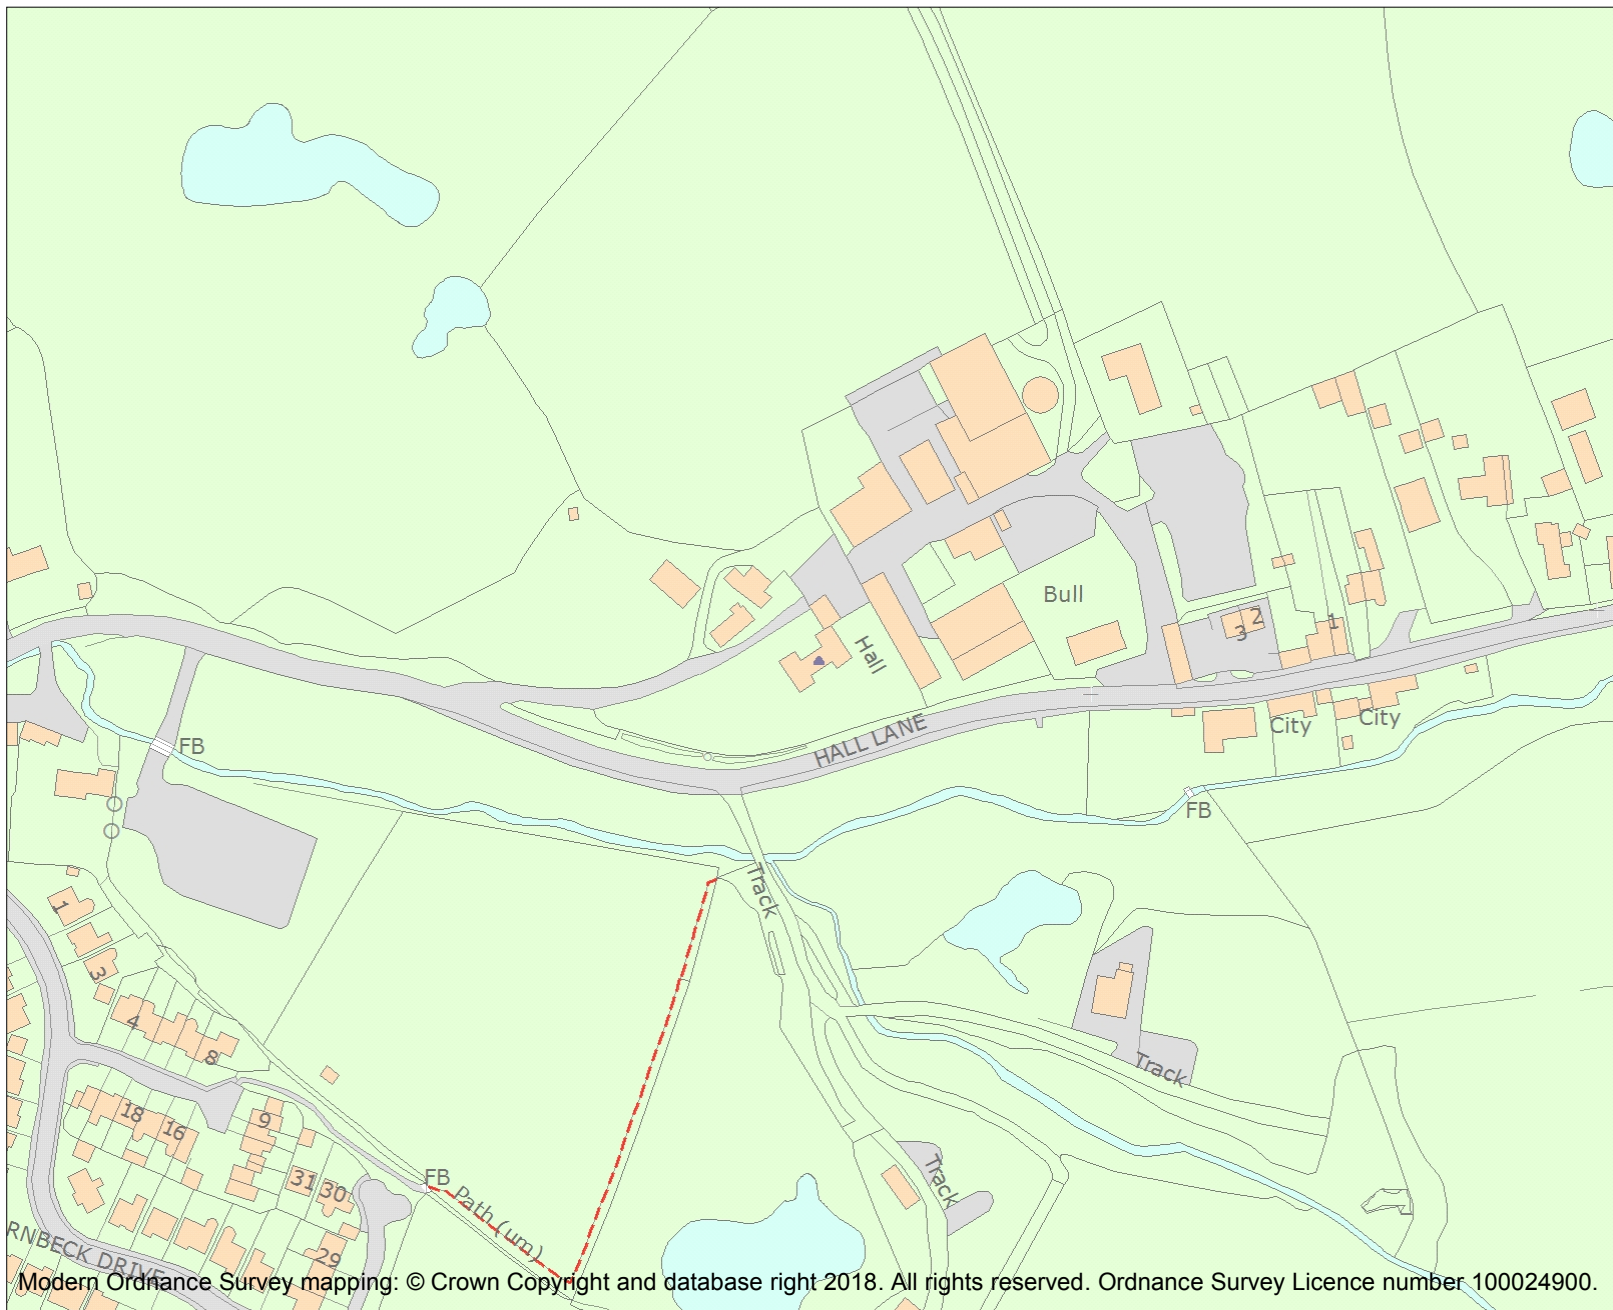 Bull
2
3
1
Hall
HALL LANE
City
City
FB
FB
Track
1
3
4
8
Track
18
16
9
FB
Path (um)
31
30
Track
29
RNBECK DRIVE
Modern Ordnance Survey mapping: © Crown Copyright and database right 2018. All rights reserved. Ordnance Survey Licence number 100024900.